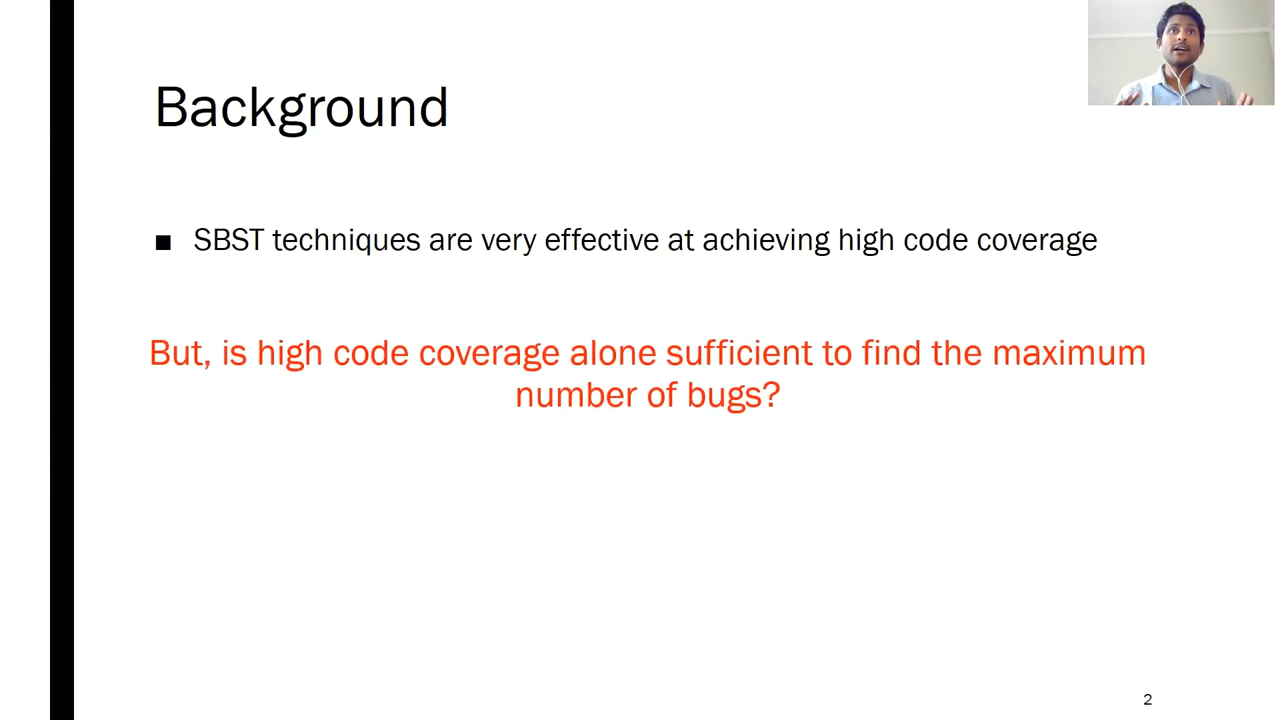 Background
■ SBST techniques are very effective at achieving high code coverage
But, is high code coverage alone sufficient to find the maximum
number of bugs?
2